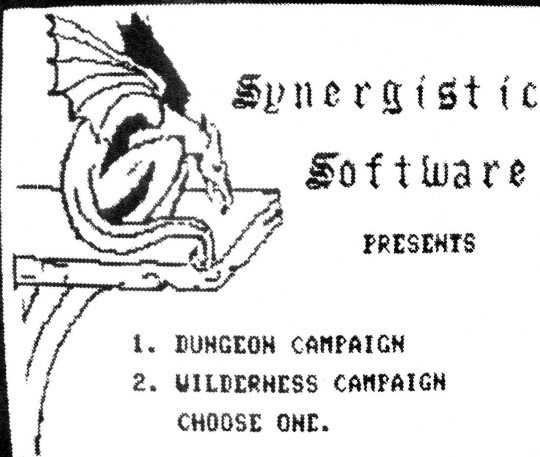 Synergistic
Software
PRESENTS
1. DUNGEON CAMPAIGN
2. WILDERNESS CAMPAIGN
CHOOSE ONE.